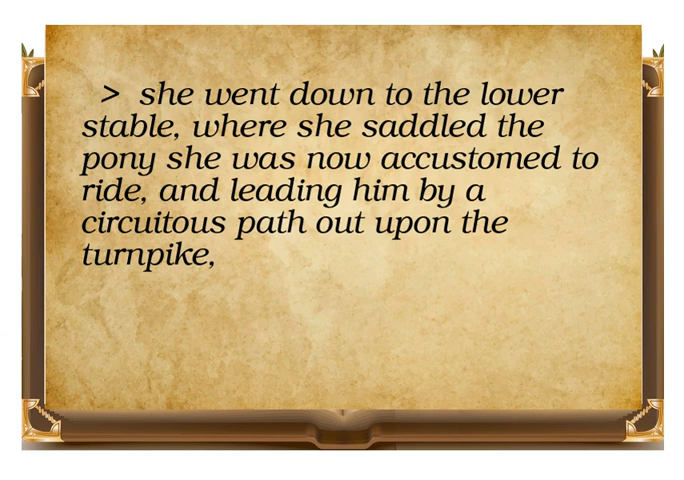 > she went down to the lower
stable, where she saddled the
pony she was now accustomed to
ride, and leading him by a
circuitous path out upon the
turnpike,